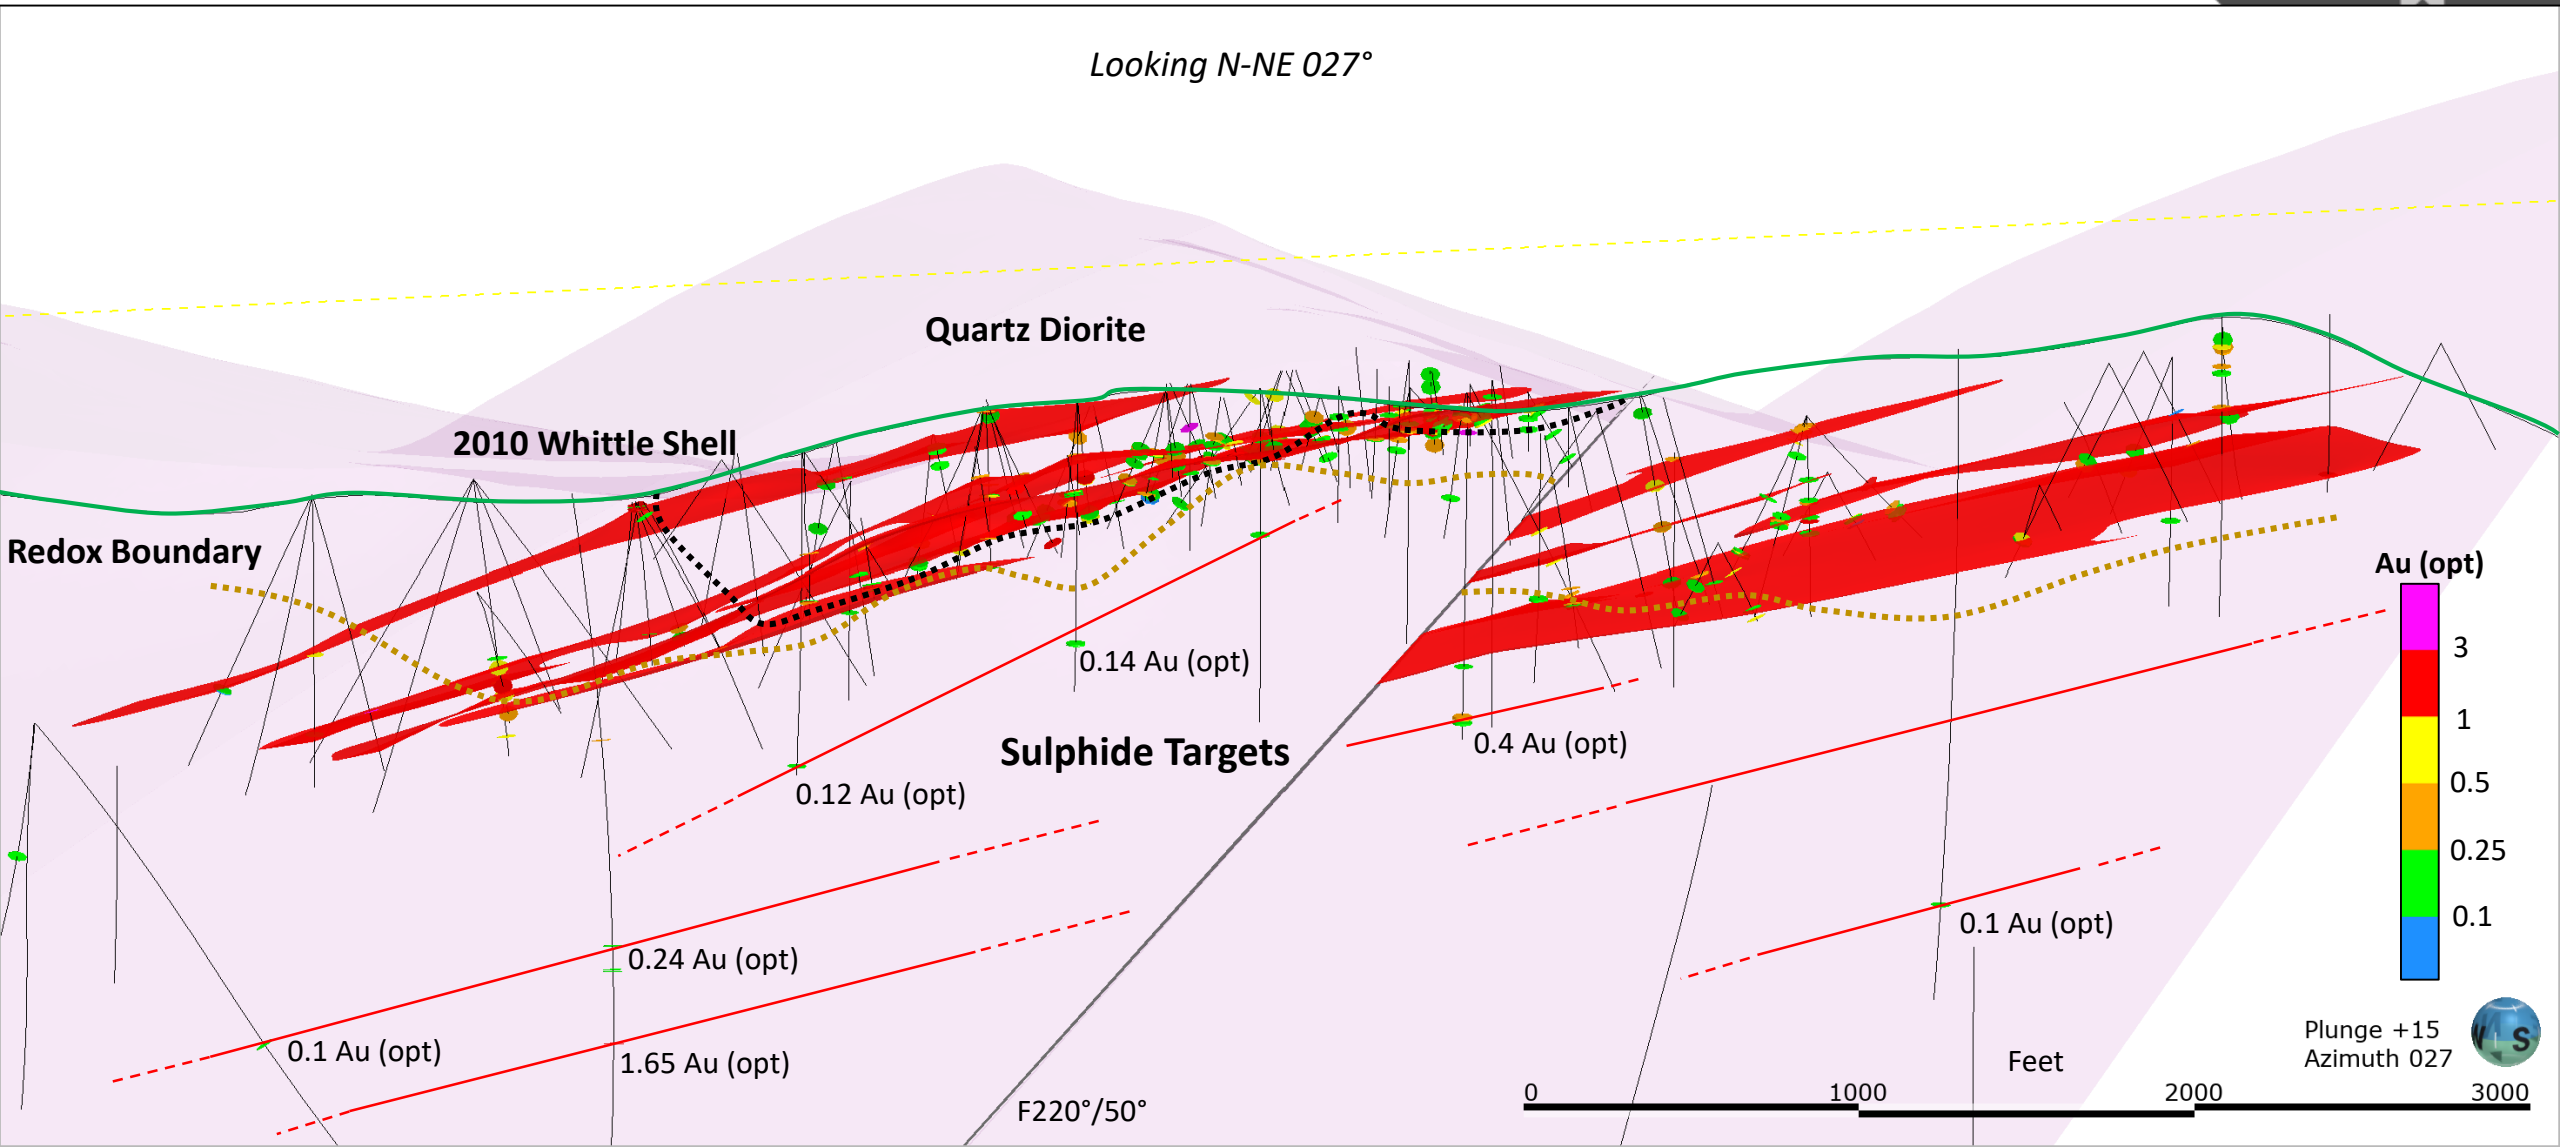 Looking N-NE 027°
Quartz Diorite
2010 Whittle Shell
Redox Boundary
Au (opt)
3
1
0.5
0.25
0.1
0.14 Au (opt)
0.4 Au (opt)
Sulphide Targets
0.12 Au (opt)
0.1 Au (opt)
0.24 Au (opt)
0.1 Au (opt)
1.65 Au (opt)
F220°/50°
Plunge +15
Azimuth 027
S
Feet
0
1000
2000
3000